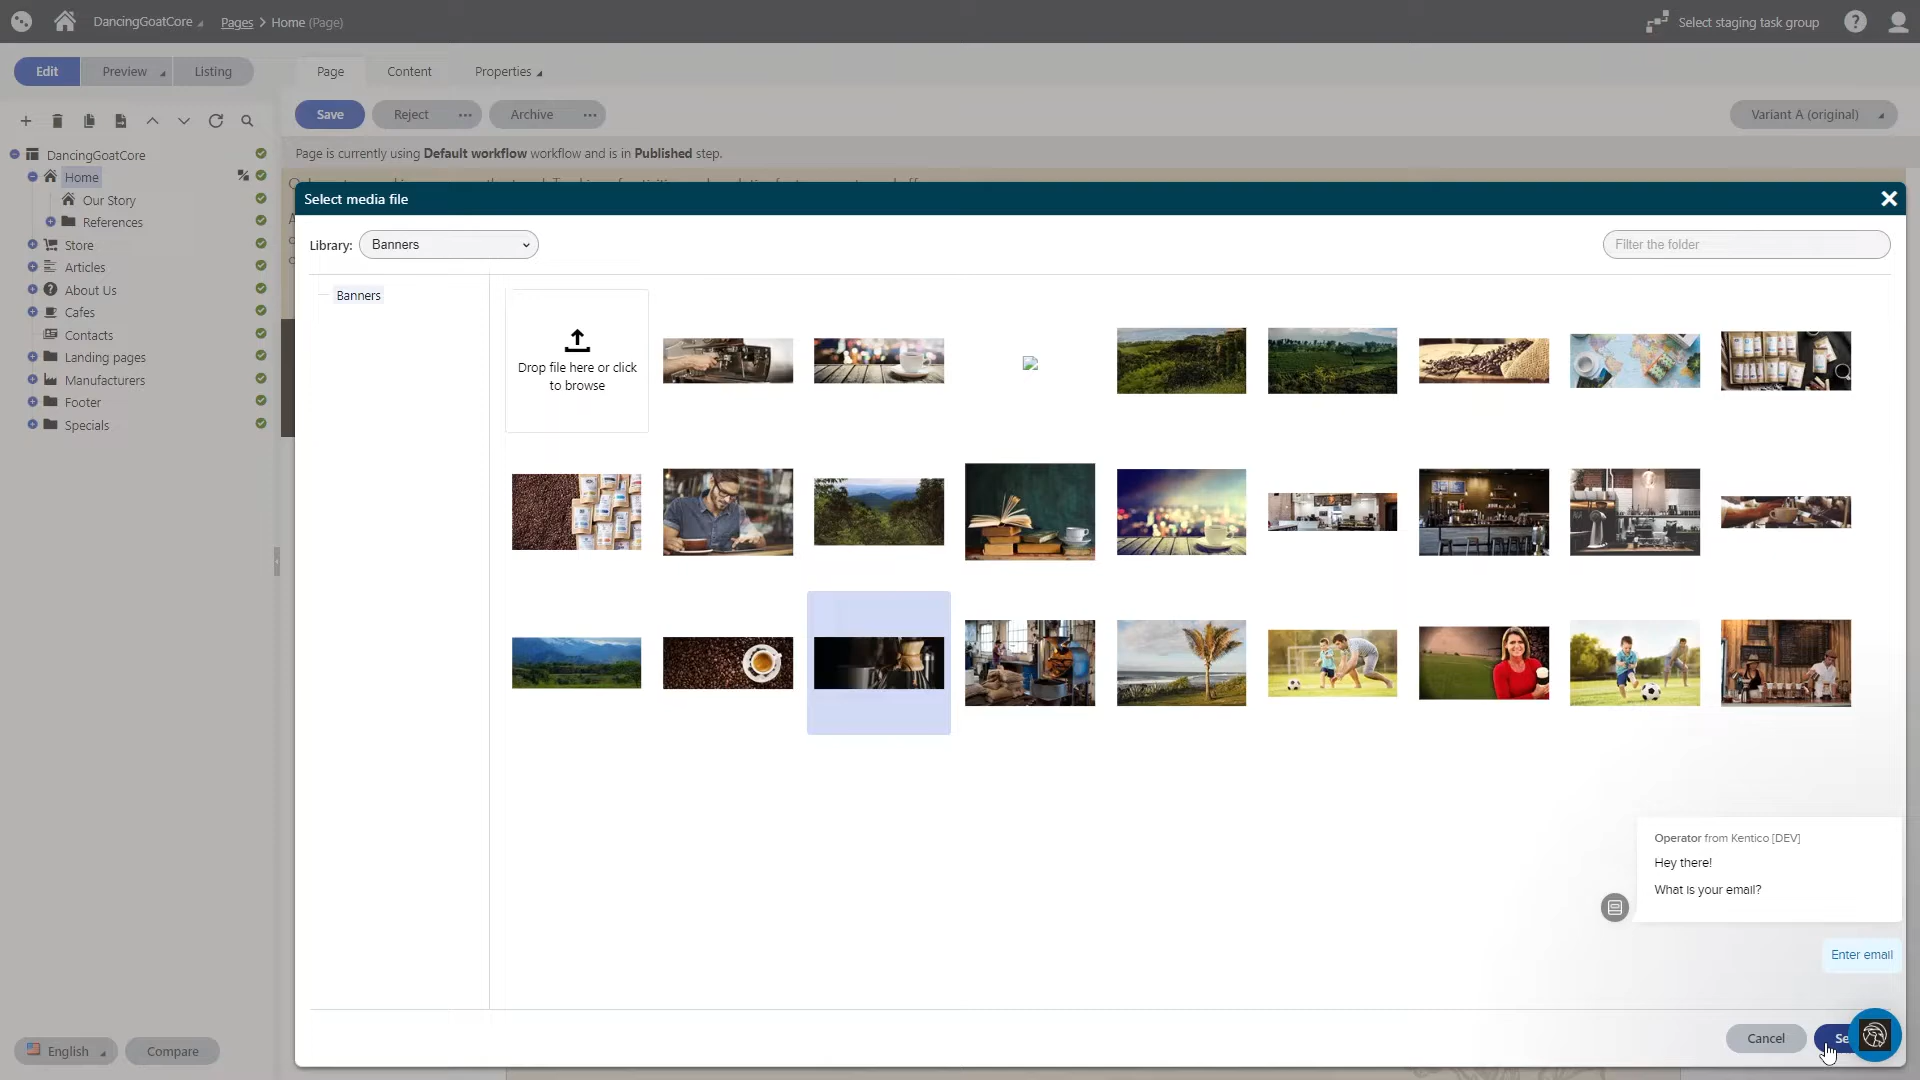 DancingGoatCore
Pages > Home (Page)
Select staging task group
Edit
Preview
Listing
Page
Content
Properties
Save
Reject
Archive
Variant A (original)
Page is currently using Default workflow workflow and is in Published step.
DancingGoatCore
Home
Our Story
References
Store
Articles
About Us
Cafes
Contacts
Landing pages
Manufacturers
Footer
Specials
Select media file
Library:
Banners
Filter the folder
Banners
Drop file here or click
to browse
Operator from Kentico [DEV]
Hey there!
What is your email?
Enter email
Cancel
English
Compare